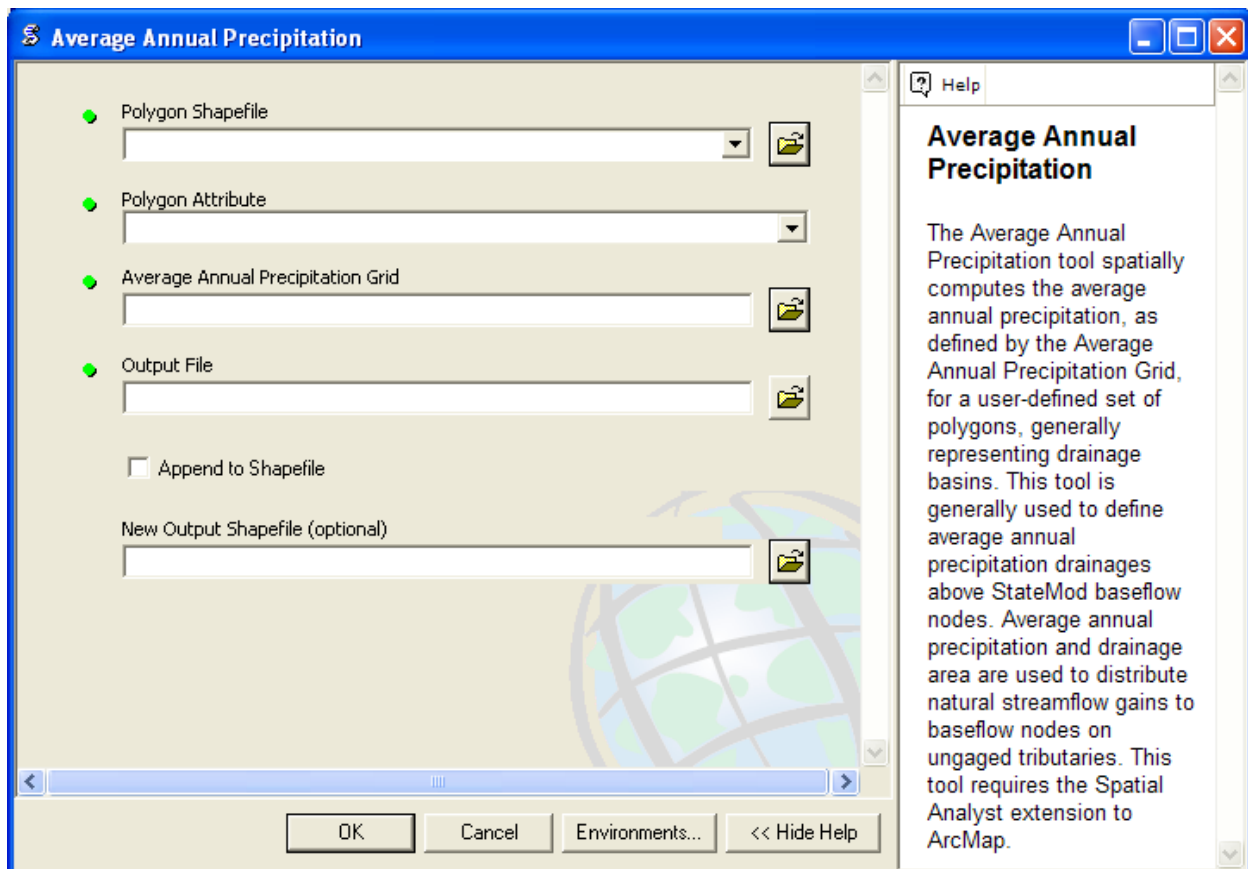 Average Annual Precipitation
Polygon Shapefile
Polygon Attribute
Average Annual Precipitation Grid
Output File
Append to Shapefile
New Output Shapefile (optional)
OK
Cancel
Environments...
<< Hide Help
Help
Average Annual
Precipitation
The Average Annual
Precipitation tool spatially
computes the average
annual precipitation, as
defined by the Average
Annual Precipitation Grid,
for a user-defined set of
polygons, generally
representing drainage
basins. This tool is
generally used to define
average annual
precipitation drainages
above StateMod baseflow
nodes. Average annual
precipitation and drainage
area are used to distribute
natural streamflow gains to
baseflow nodes on
ungaged tributaries. This
tool requires the Spatial
Analyst extension to
ArcMap.